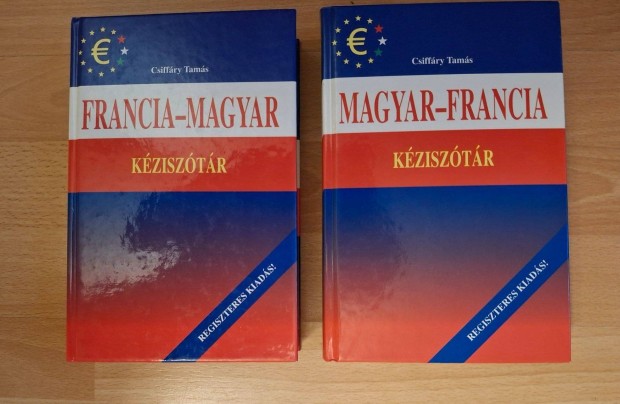 €
Csiffáry Tamás
FRANCIA–MAGYAR
KÉZISZÓTÁR
REGISZTERES KIADÁS!
€
Csiffáry Tamás
MAGYAR–FRANCIA
KÉZISZÓTÁR
REGISZTERES KIADÁS!